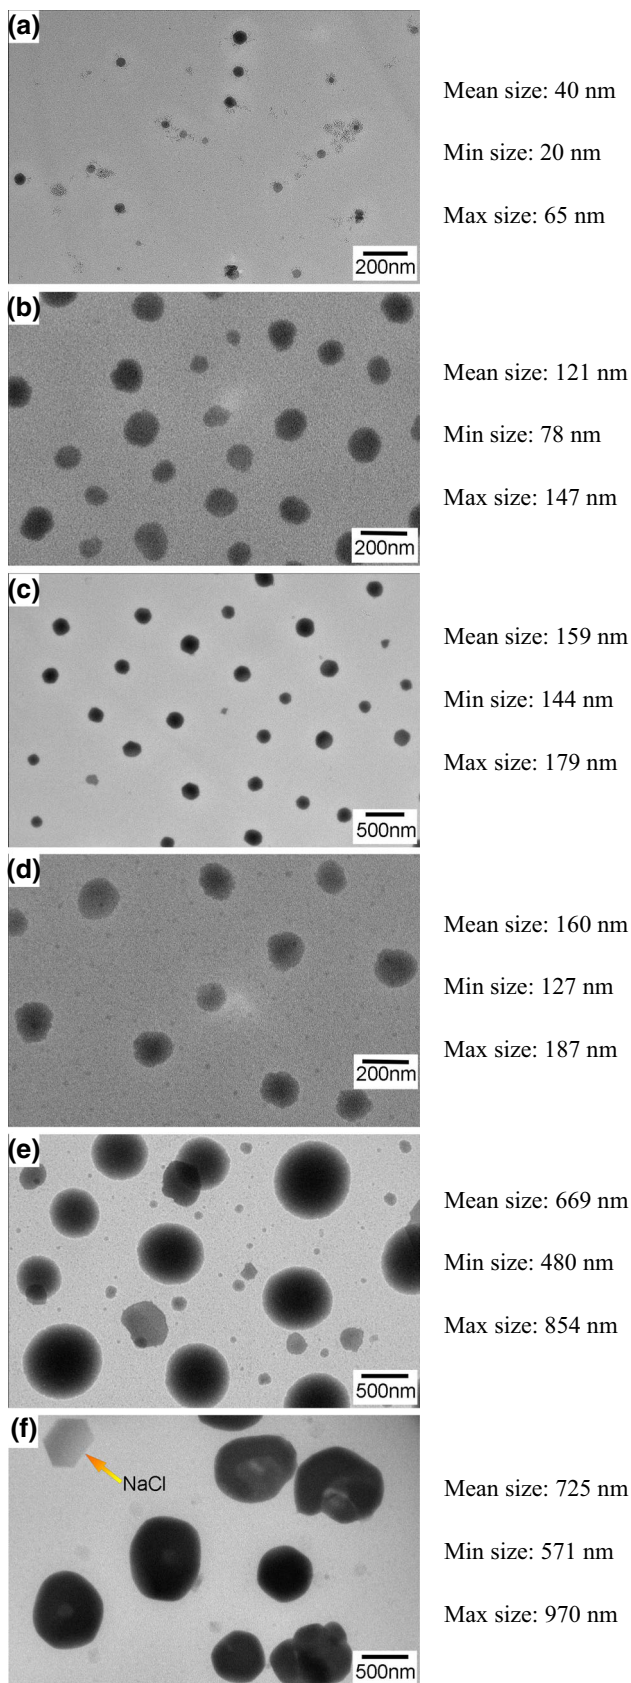 (a)
Mean size: 40 nm
Min size: 20 nm
Max size: 65 nm
200nm
(b)
Mean size: 121 nm
Min size: 78 nm
Max size: 147 nm
200nm
(c)
Mean size: 159 nm
Min size: 144 nm
Max size: 179 nm
500nm
(d)
Mean size: 160 nm
Min size: 127 nm
Max size: 187 nm
200nm
(e)
Mean size: 669 nm
Min size: 480 nm
Max size: 854 nm
500nm
(f)
NaCl
Mean size: 725 nm
Min size: 571 nm
Max size: 970 nm
500nm